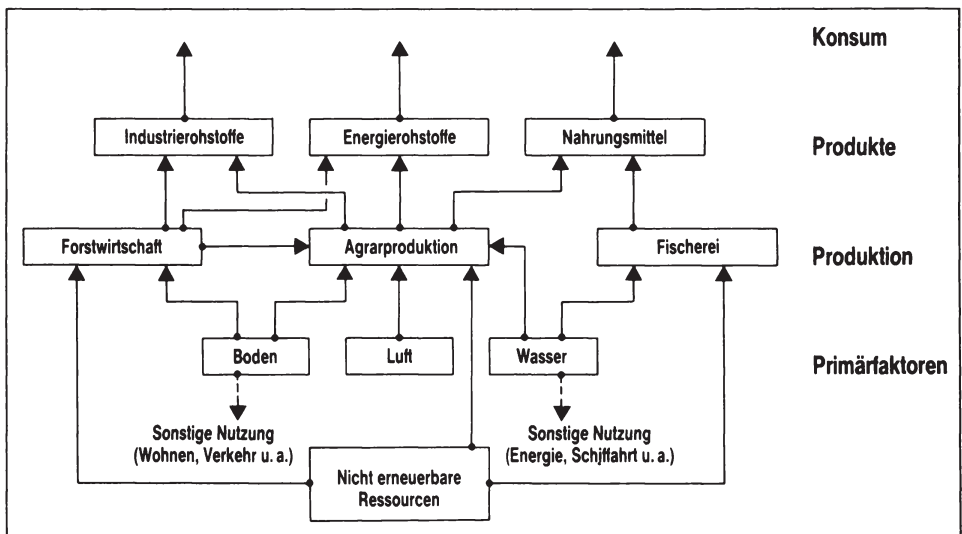 Konsum
Industrierohstoffe
Energierohstoffe
Nahrungsmittel
Produkte
Forstwirtschaft
Agrarproduktion
Fischerei
Produktion
Boden
Luft
Wasser
Primärfaktoren
Sonstige Nutzung
(Wohnen, Verkehr u. a.)
Sonstige Nutzung
(Energie, Schiffahrt u. a.)
Nicht erneuerbare
Ressourcen